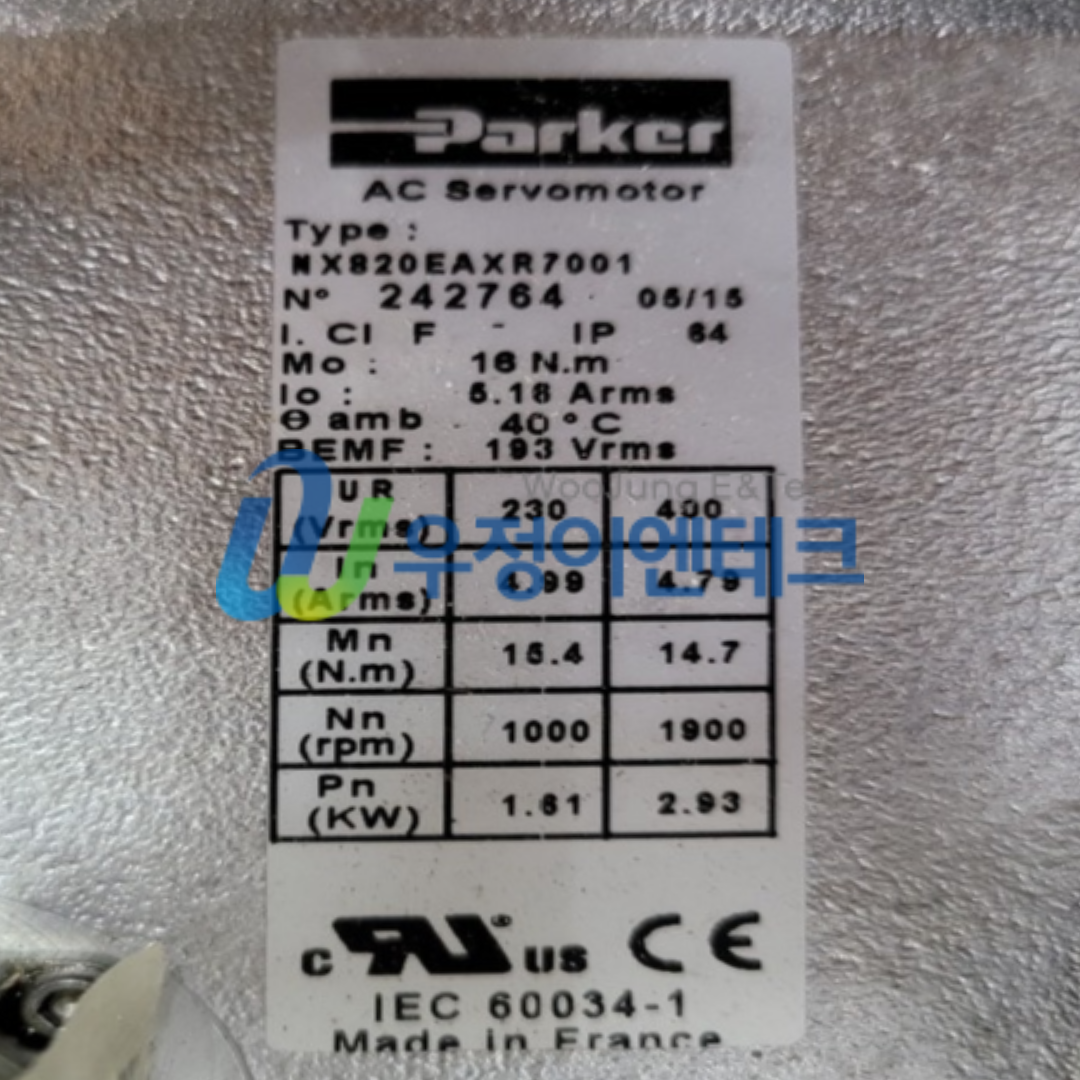 Parker
AC Servomotor
Type :
NX820EAXR7001
N° 242764 05/15
I. Cl F - IP 64
Mo : 16 N.m
Io : 5.18 Arms
θ amb 40°C
BEMF : 193 Vrms
UR (Vrms) 230 400
In (Arms) 4.99 4.79
Mn (N.m) 15.4 14.7
Nn (rpm) 1000 1900
Pn (KW) 1.61 2.93
WooJung E&Te
우정이엔테크
c RU ® US CE
IEC 60034-1
Made in France